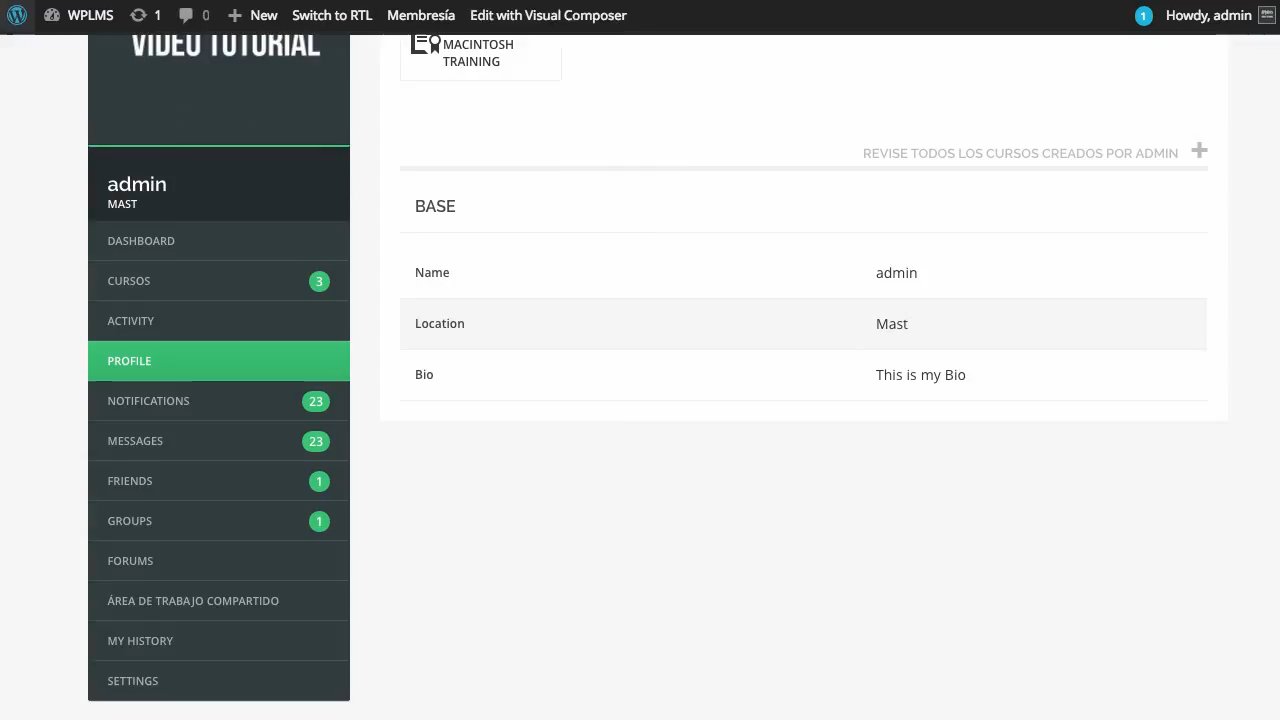 WPLMS 1 0 New Switch to RTL Membresía Edit with Visual Composer 1 Howdy, admin
VIDEO TUTORIAL
admin
MAST
DASHBOARD
CURSOS 3
ACTIVITY
PROFILE
NOTIFICATIONS 23
MESSAGES 23
FRIENDS 1
GROUPS 1
FORUMS
ÁREA DE TRABAJO COMPARTIDO
MY HISTORY
SETTINGS
MACINTOSH
TRAINING
REVISE TODOS LOS CURSOS CREADOS POR ADMIN
BASE
Name admin
Location Mast
Bio This is my Bio